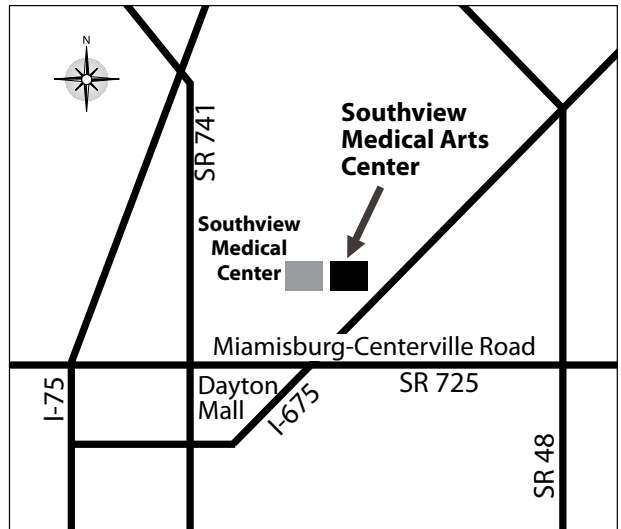 N
SR 741
Southview
Medical Arts
Center
Southview
Medical
Center
Miamisburg-Centerville Road
I-75
Dayton
Mall
I-675
SR 725
SR 48